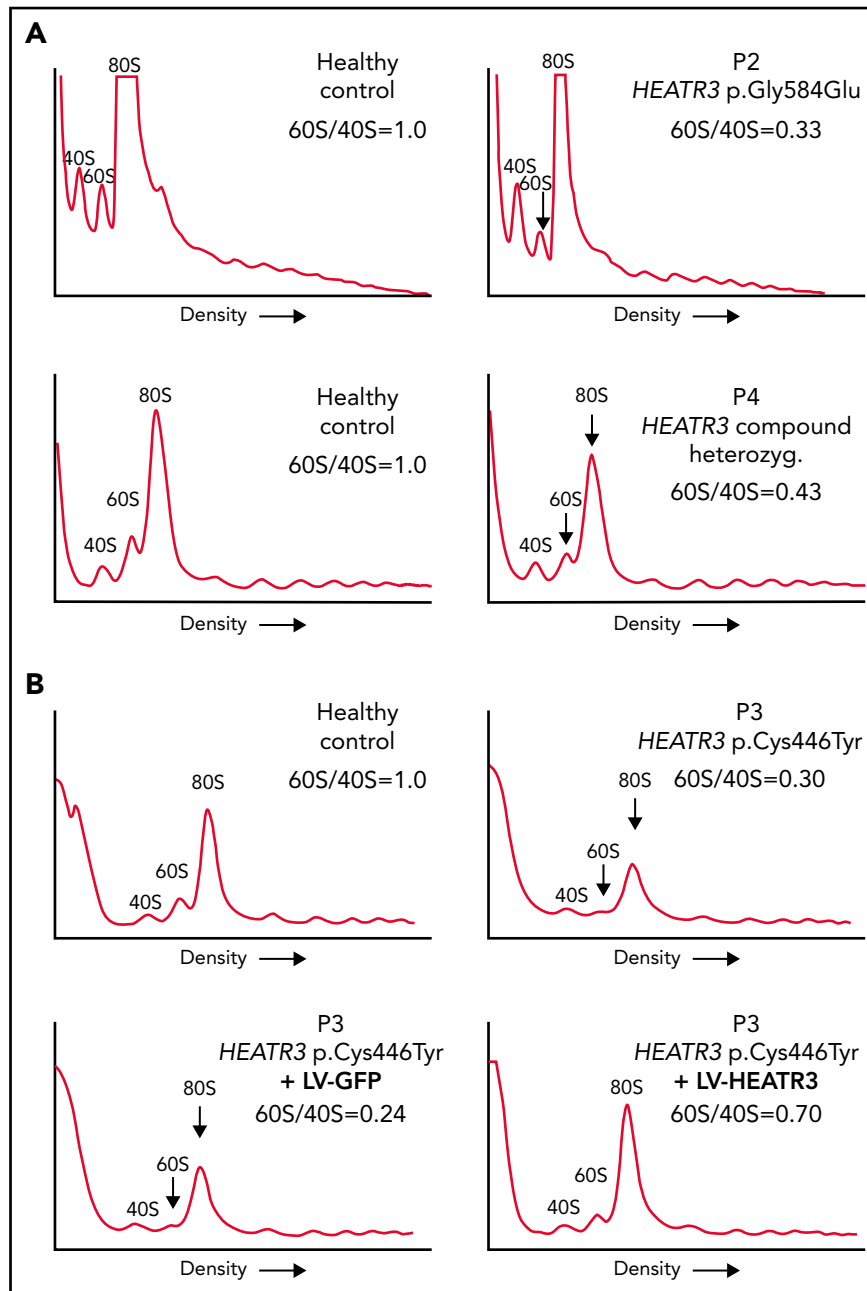 A
80S
40S
60S
Healthy
control
60S/40S=1.0
Density
80S
40S
60S
P2
HEATR3 p.Gly584Glu
60S/40S=0.33
Density
80S
60S
40S
Healthy
control
60S/40S=1.0
Density
80S
60S
40S
P4
HEATR3 compound
heterozyg.
60S/40S=0.43
Density
B
80S
60S
40S
Healthy
control
60S/40S=1.0
Density
P3
HEATR3 p.Cys446Tyr
60S/40S=0.30
80S
60S
40S
Density
P3
HEATR3 p.Cys446Tyr
+ LV-GFP
60S/40S=0.24
80S
60S
40S
Density
P3
HEATR3 p.Cys446Tyr
+ LV-HEATR3
60S/40S=0.70
80S
60S
40S
Density